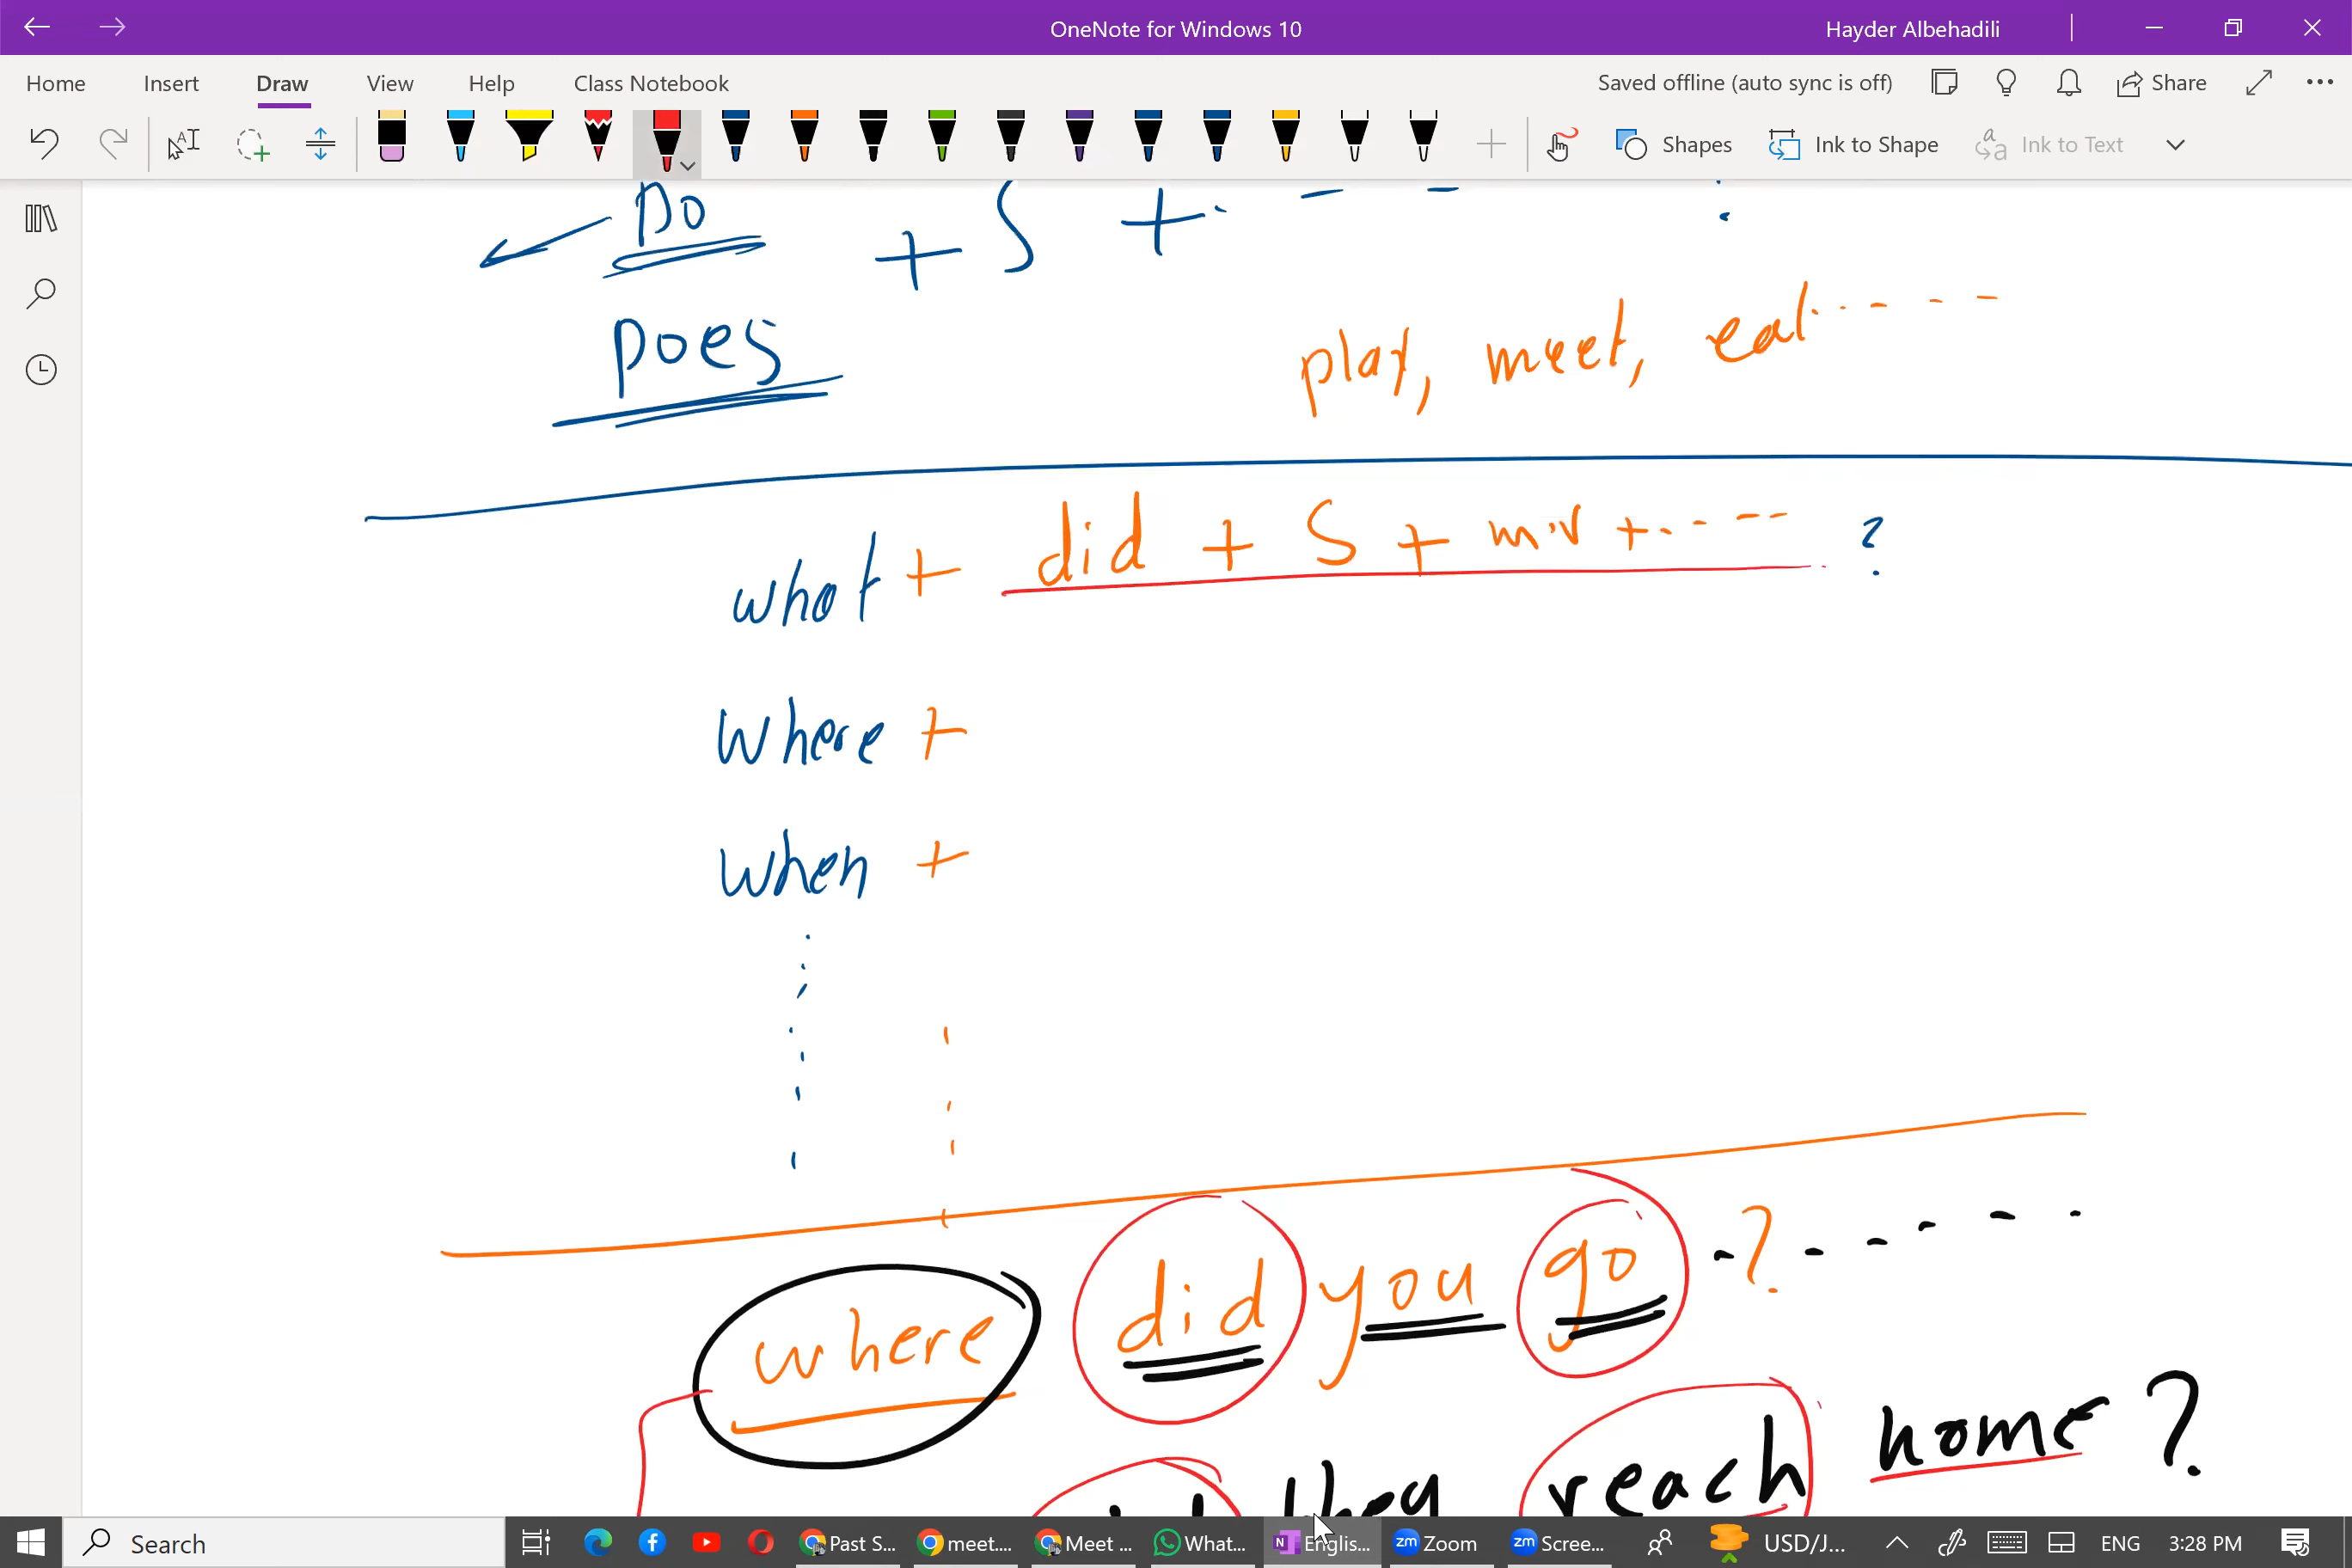 OneNote for Windows 10 Hayder Albehadili
Home Insert Draw View Help Class Notebook Saved offline (auto sync is off) Share
Shapes Ink to Shape Ink to Text
Do + S + - - ?
Does
play, meet, eat - - - -
what + did + S + m.v + - - - - ?
where +
when +
where did you go - ? - - - - -
they reach home ?
Search Past S... meet.... Meet ... What... Englis... Zoom Scree... USD/J... ENG 3:28 PM